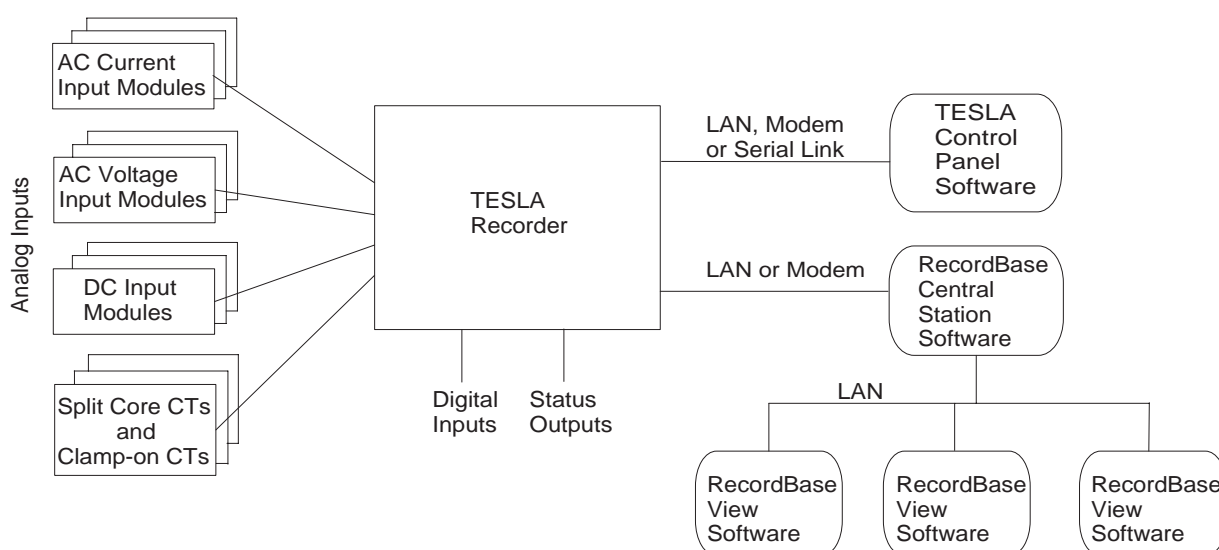 Analog Inputs
AC Current
Input Modules
AC Voltage
Input Modules
DC Input
Modules
Split Core CTs
and
Clamp-on CTs
TESLA
Recorder
Digital
Inputs
Status
Outputs
LAN, Modem
or Serial Link
TESLA
Control
Panel
Software
LAN or Modem
RecordBase
Central
Station
Software
LAN
RecordBase
View
Software
RecordBase
View
Software
RecordBase
View
Software